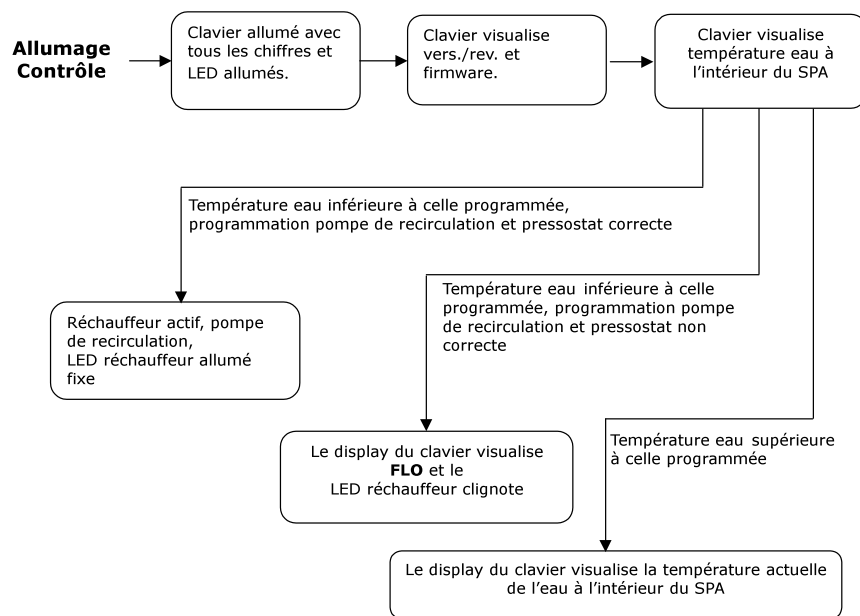 Allumage
Contrôle
Clavier allumé avec
tous les chiffres et
LED allumés.
Clavier visualise
vers./rev. et
firmware.
Clavier visualise
température eau à
l’intérieur du SPA
Température eau inférieure à celle programmée,
programmation pompe de recirculation et pressostat correcte
Réchauffeur actif, pompe
de recirculation,
LED réchauffeur allumé
fixe
Température eau inférieure à celle
programmée, programmation pompe
de recirculation et pressostat non
correcte
Le display du clavier visualise
FLO et le
LED réchauffeur clignote
Température eau supérieure
à celle programmée
Le display du clavier visualise la température actuelle
de l’eau à l’intérieur du SPA